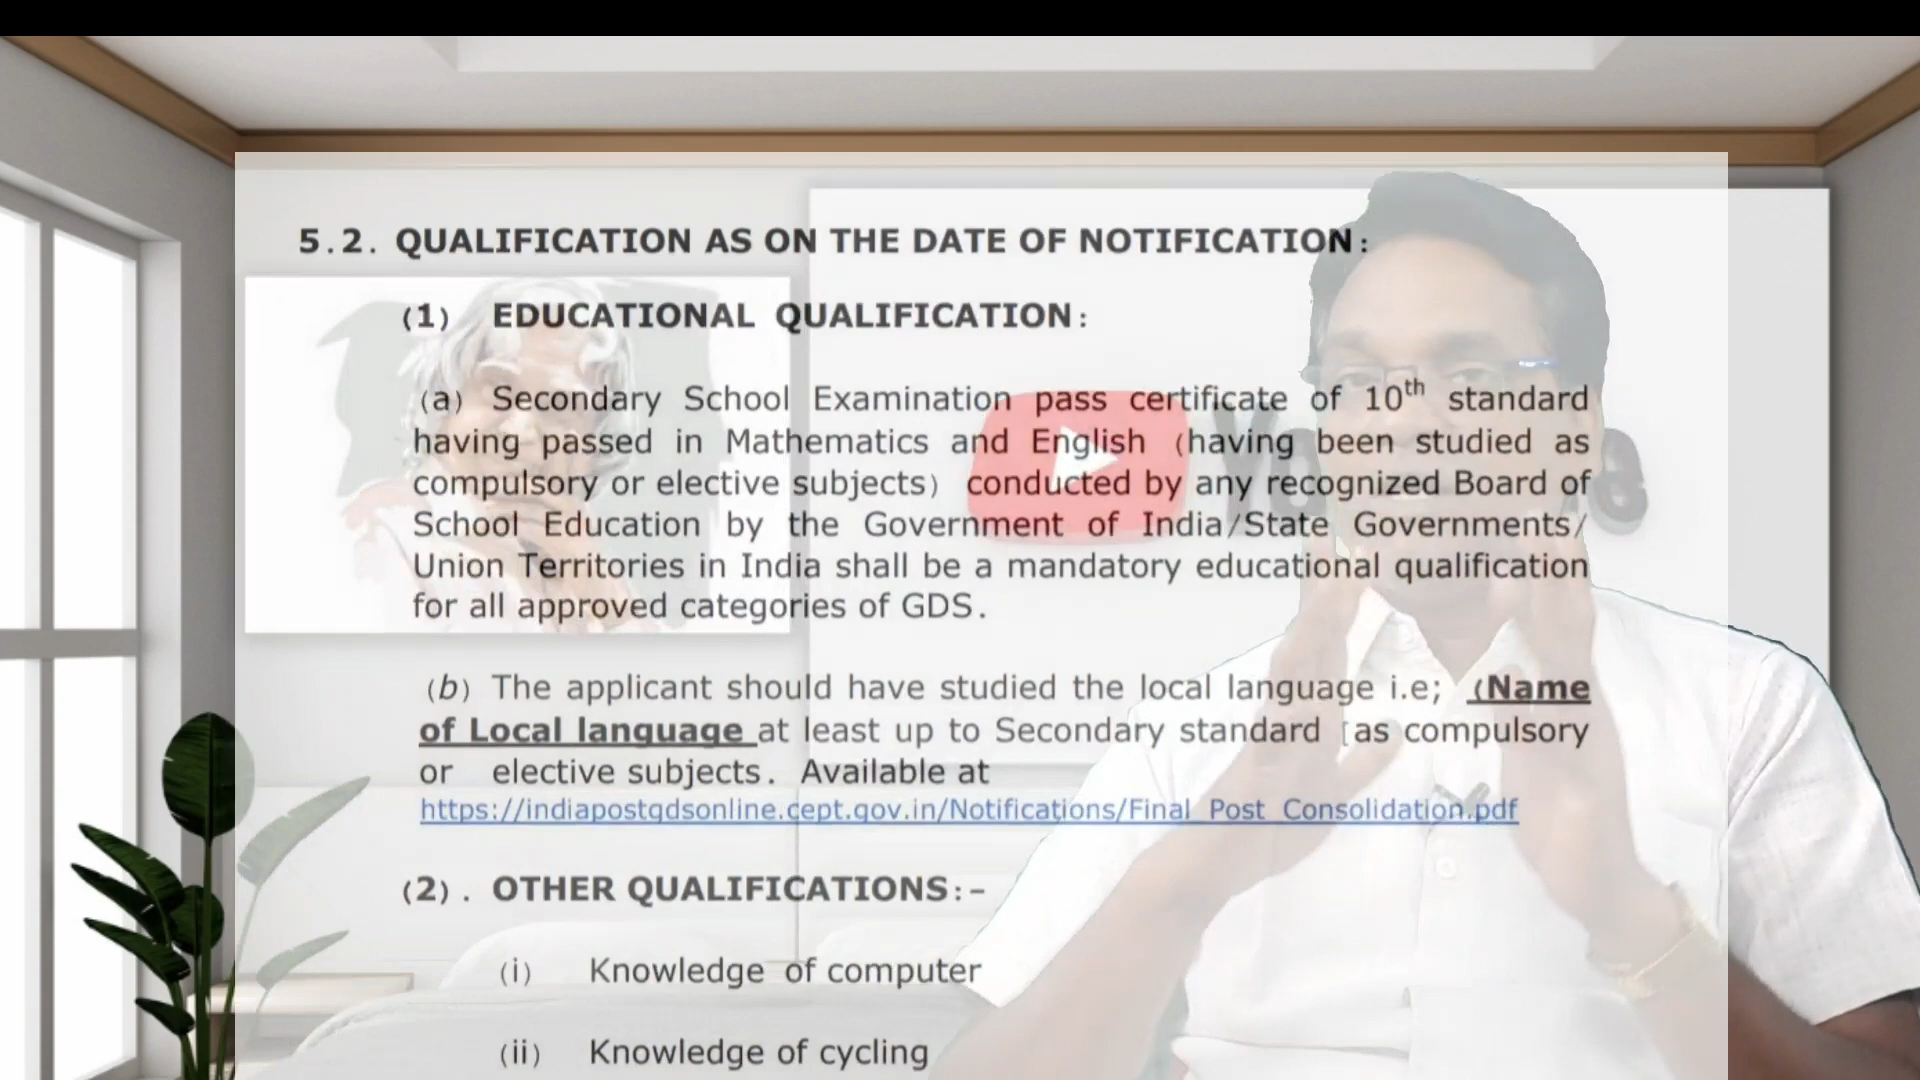 5.2. QUALIFICATION AS ON THE DATE OF NOTIFICATION:
(1) EDUCATIONAL QUALIFICATION:
(a) Secondary School Examination pass certificate of 10th standard
having passed in Mathematics and English (having been studied as
compulsory or elective subjects) conducted by any recognized Board of
School Education by the Government of India/State Governments/
Union Territories in India shall be a mandatory educational qualification
for all approved categories of GDS.
(b) The applicant should have studied the local language i.e; (Name
of Local language at least up to Secondary standard [as compulsory
or elective subjects. Available at
https://indiapostgdsonline.cept.gov.in/Notifications/Final_Post_Consolidation.pdf
(2). OTHER QUALIFICATIONS:-
(i) Knowledge of computer
(ii) Knowledge of cycling